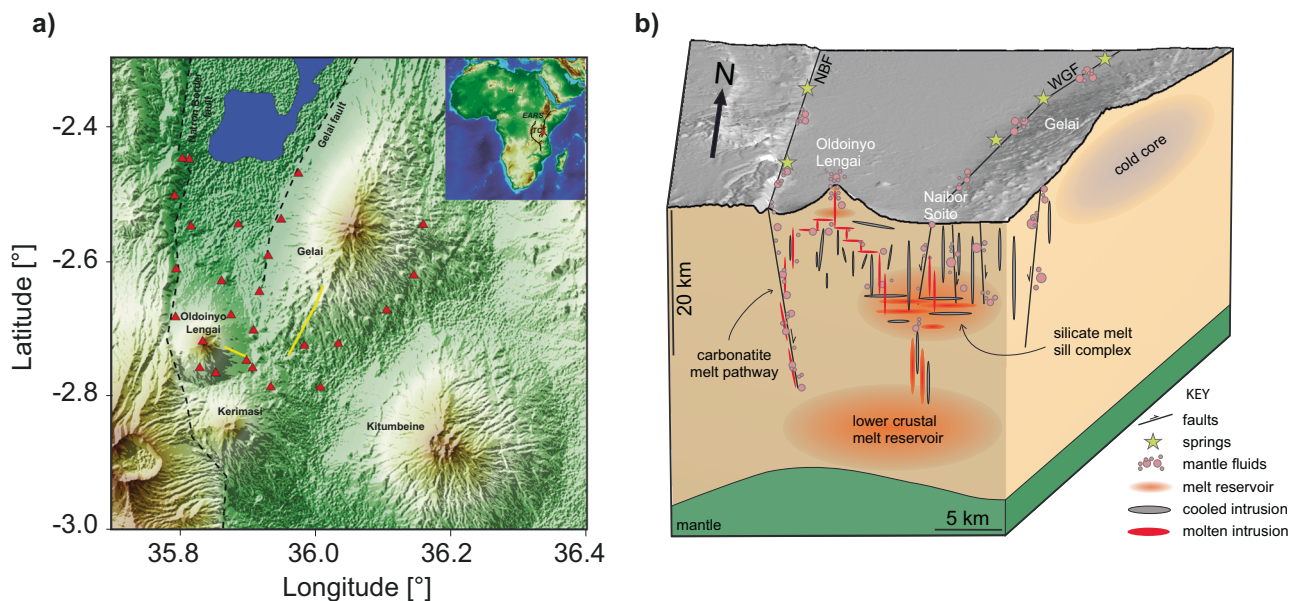 a)
-2.4
-2.6
-2.8
-3.0
Latitude [°]
35.8
36.0
36.2
36.4
Longitude [°]
fault
Gelai fault
Gelai
Oldoinyo
Lengai
Kerimasi
Kitumbeine
EARS
TC
b)
N
NBF
WGF
Oldoinyo
Lengai
Gelai
Naibor
Soito
cold core
20 km
carbonatite
melt pathway
silicate melt
sill complex
lower crustal
melt reservoir
mantle
5 km
KEY
faults
springs
mantle fluids
melt reservoir
cooled intrusion
molten intrusion